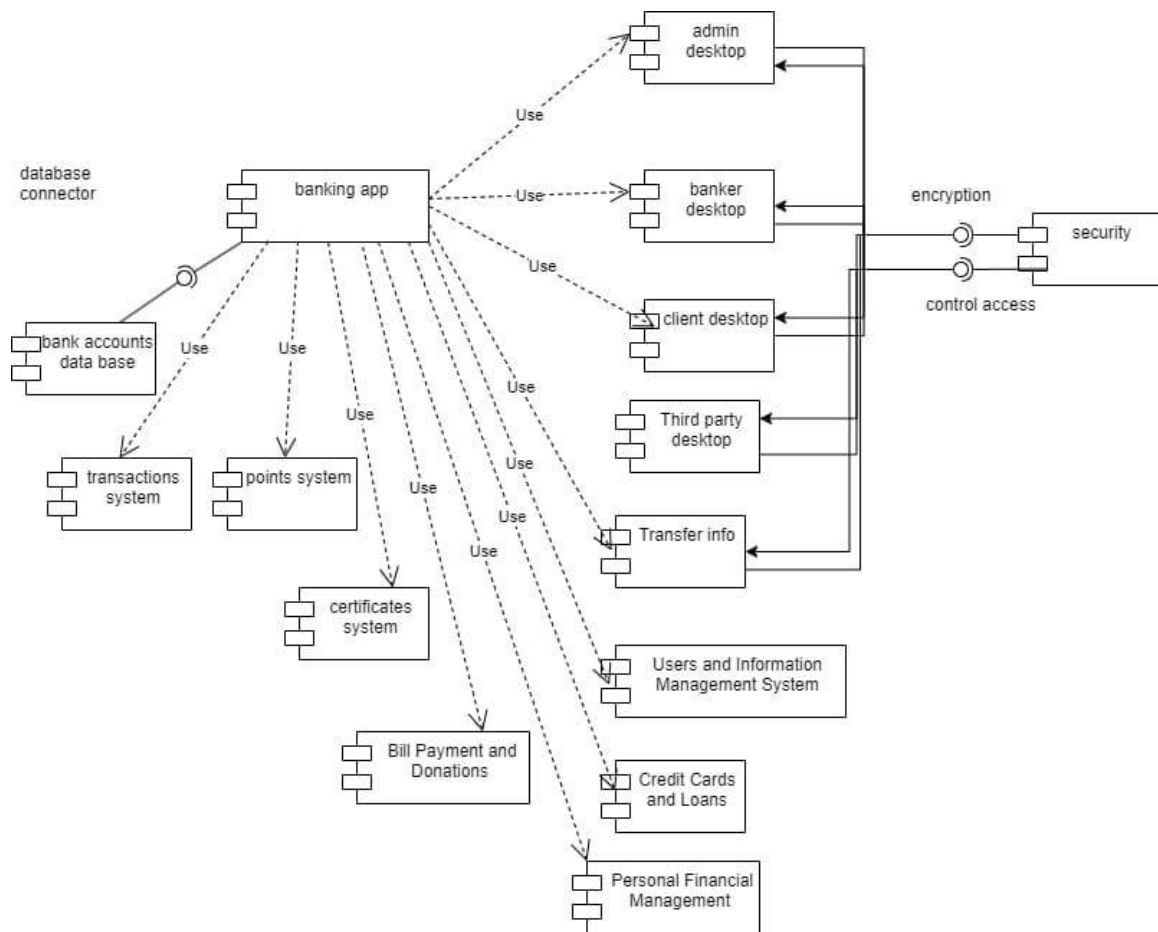 admin
desktop
Use
database
connector
banking app
Use
banker
desktop
encryption
security
Use
client desktop
control access
bank accounts
data base
Use
Use
Use
Use
Third party
desktop
Use
Use
transactions
system
points system
Use
Use
Transfer info
certificates
system
Users and Information
Management System
Bill Payment and
Donations
Credit Cards
and Loans
Personal Financial
Management